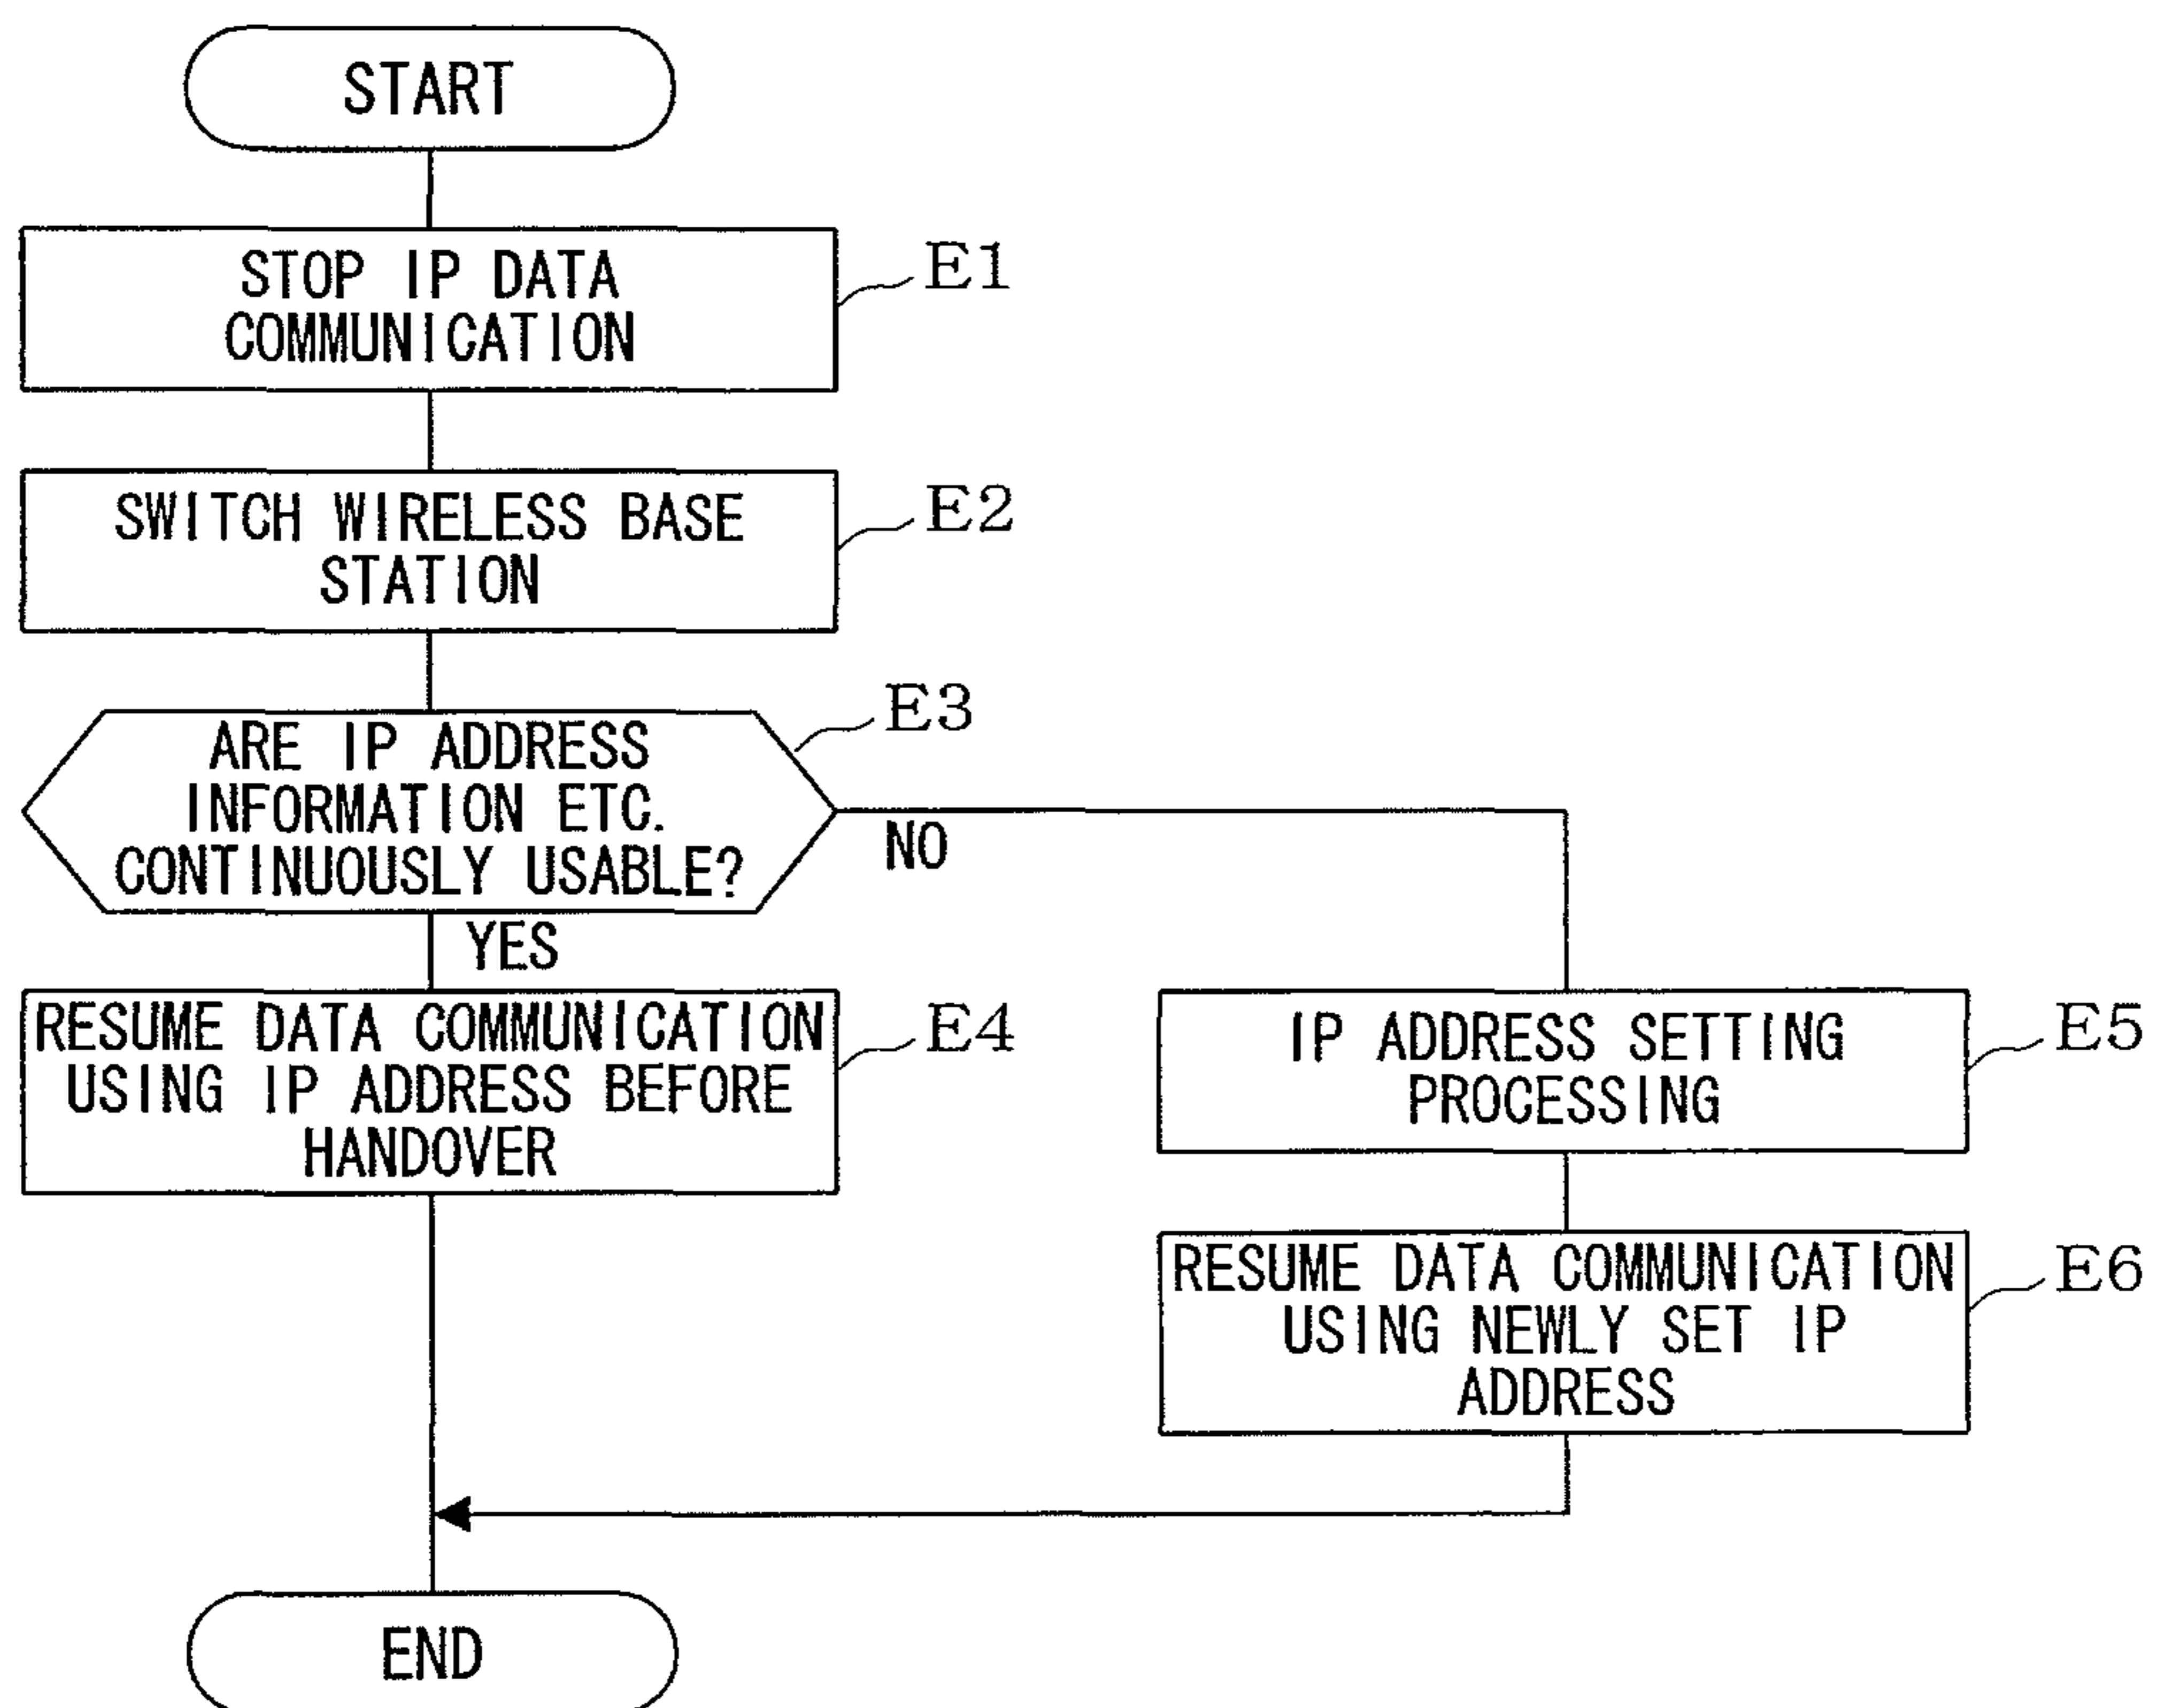 START
STOP IP DATA
COMMUNICATION
E1
SWITCH WIRELESS BASE
STATION
E2
ARE IP ADDRESS
INFORMATION ETC.
CONTINUOUSLY USABLE?
E3
NO
YES
RESUME DATA COMMUNICATION
USING IP ADDRESS BEFORE
HANDOVER
E4
IP ADDRESS SETTING
PROCESSING
E5
RESUME DATA COMMUNICATION
USING NEWLY SET IP
ADDRESS
E6
END